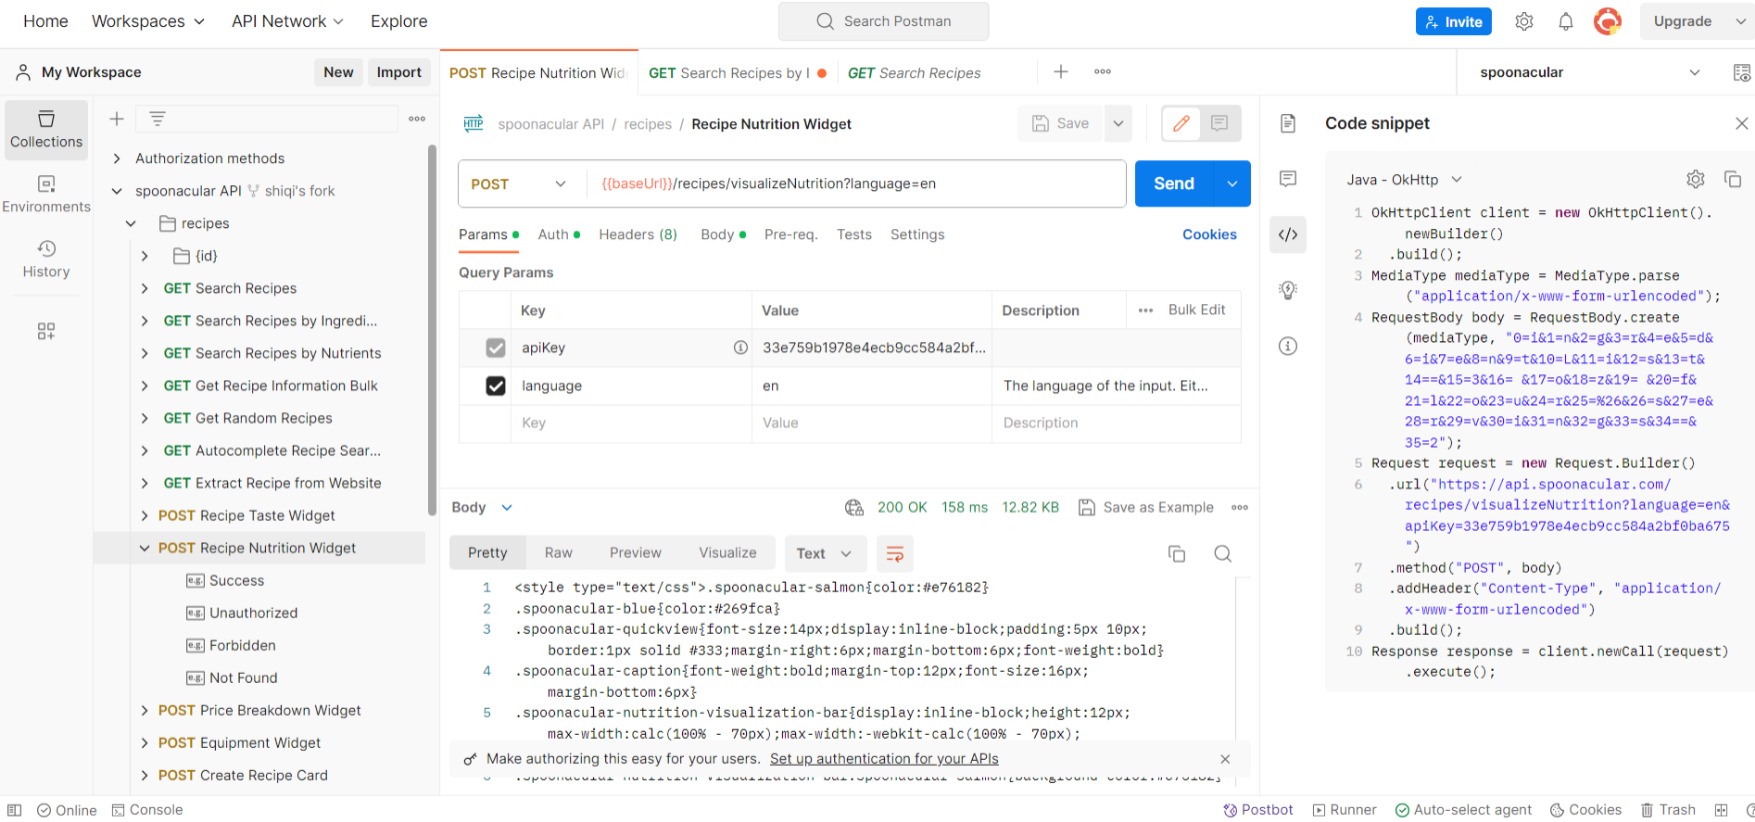 Home Workspaces API Network Explore Search Postman Invite Upgrade
My Workspace New Import
Collections
Environments
History
Authorization methods
spoonacular API shiqi's fork
recipes
{id}
GET Search Recipes
GET Search Recipes by Ingredi...
GET Search Recipes by Nutrients
GET Get Recipe Information Bulk
GET Get Random Recipes
GET Autocomplete Recipe Sear...
GET Extract Recipe from Website
POST Recipe Taste Widget
POST Recipe Nutrition Widget
e.g. Success
e.g. Unauthorized
e.g. Forbidden
e.g. Not Found
POST Price Breakdown Widget
POST Equipment Widget
POST Create Recipe Card
POST Recipe Nutrition Wid GET Search Recipes by I GET Search Recipes spoonacular
HTTP spoonacular API / recipes / Recipe Nutrition Widget Save
POST {{baseUrl}}/recipes/visualizeNutrition?language=en Send
Params Auth Headers (8) Body Pre-req. Tests Settings Cookies
Query Params
Key Value Description Bulk Edit
apiKey 33e759b1978e4ecb9cc584a2bf...
language en The language of the input. Eit...
Key Value Description
Body 200 OK 158 ms 12.82 KB Save as Example
Pretty Raw Preview Visualize Text
1 <style type="text/css">.spoonacular-salmon{color:#e76182}
2 .spoonacular-blue{color:#269fca}
3 .spoonacular-quickview{font-size:14px;display:inline-block;padding:5px 10px;
border:1px solid #333;margin-right:6px;margin-bottom:6px;font-weight:bold}
4 .spoonacular-caption{font-weight:bold;margin-top:12px;font-size:16px;
margin-bottom:6px}
5 .spoonacular-nutrition-visualization-bar{display:inline-block;height:12px;
max-width:calc(100% - 70px);max-width:-webkit-calc(100% - 70px);
Make authorizing this easy for your users. Set up authentication for your APIs
Code snippet
Java - OkHttp
1 OkHttpClient client = new OkHttpClient().
newBuilder()
2 .build();
3 MediaType mediaType = MediaType.parse
("application/x-www-form-urlencoded");
4 RequestBody body = RequestBody.create
(mediaType, "0=i&1=n&2=g&3=r&4=e&5=d&
6=i&7=e&8=n&9=t&10=L&11=i&12=s&13=t&
14==&15=3&16= &17=o&18=z&19= &20=f&
21=l&22=o&23=u&24=r&25=%26&26=s&27=e&
28=r&29=v&30=i&31=n&32=g&33=s&34==&
35=2");
5 Request request = new Request.Builder()
6 .url("https://api.spoonacular.com/
recipes/visualizeNutrition?language=en&
apiKey=33e759b1978e4ecb9cc584a2bf0ba675
")
7 .method("POST", body)
8 .addHeader("Content-Type", "application/
x-www-form-urlencoded")
9 .build();
10 Response response = client.newCall(request)
.execute();
Online Console Postbot Runner Auto-select agent Cookies Trash